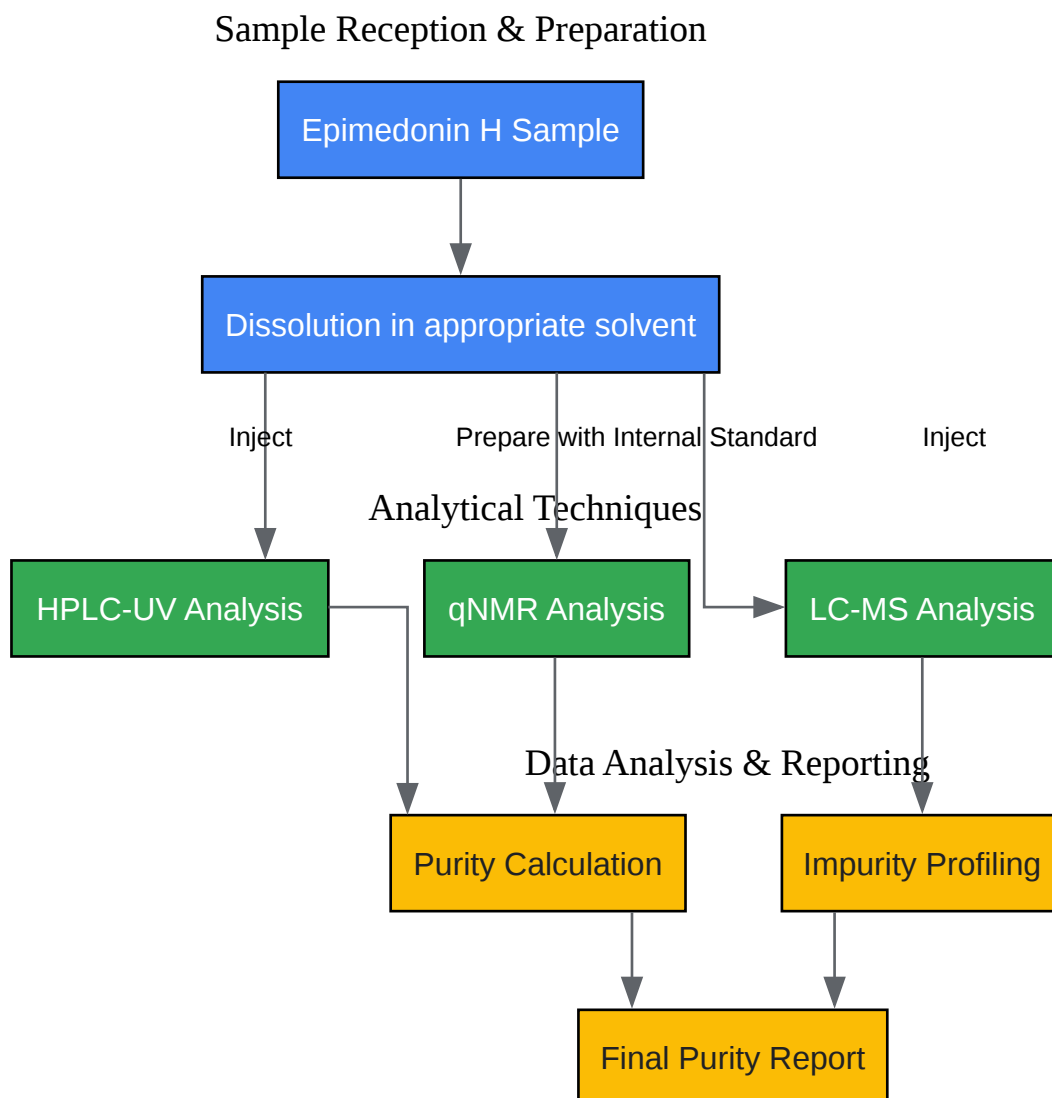 Sample Reception & Preparation
Epimedonin H Sample
Dissolution in appropriate solvent
Inject
Prepare with Internal Standard
Inject
Analytical Techniques
HPLC-UV Analysis
qNMR Analysis
LC-MS Analysis
Data Analysis & Reporting
Purity Calculation
Impurity Profiling
Final Purity Report